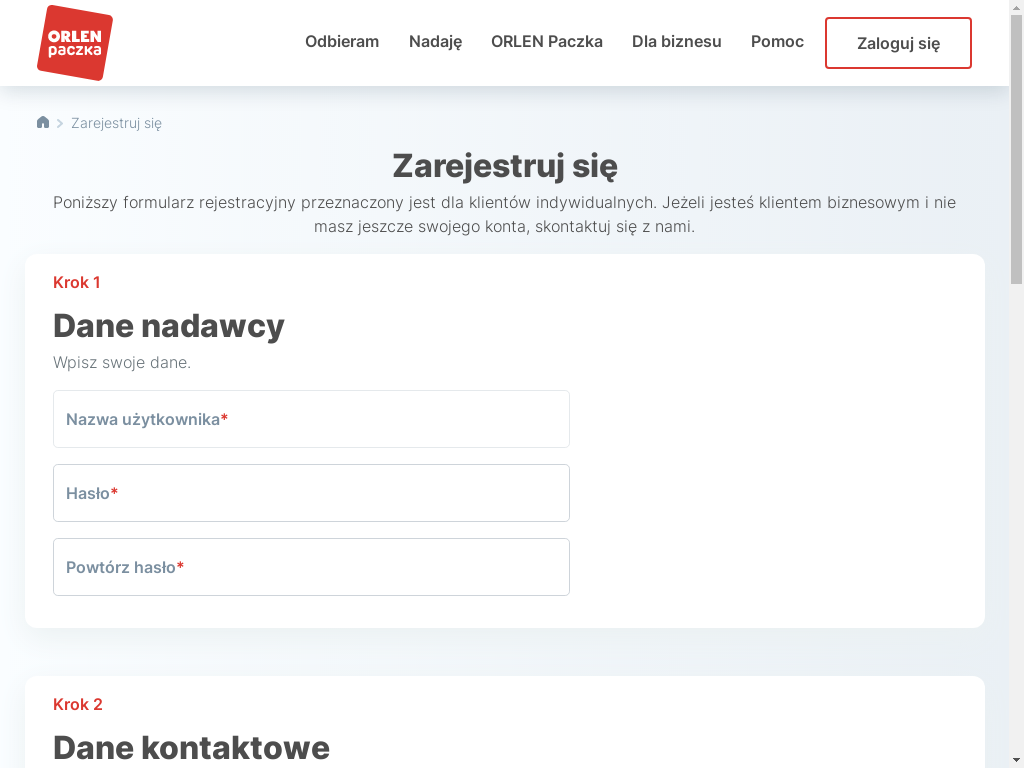 ORLEN
paczka
Odbieram
Nadaję
ORLEN Paczka
Dla biznesu
Pomoc
Zaloguj się
Zarejestruj się
Zarejestruj się
Poniższy formularz rejestracyjny przeznaczony jest dla klientów indywidualnych. Jeżeli jesteś klientem biznesowym i nie
masz jeszcze swojego konta, skontaktuj się z nami.
Krok 1
Dane nadawcy
Wpisz swoje dane.
Nazwa użytkownika*
Hasło*
Powtórz hasło*
Krok 2
Dane kontaktowe